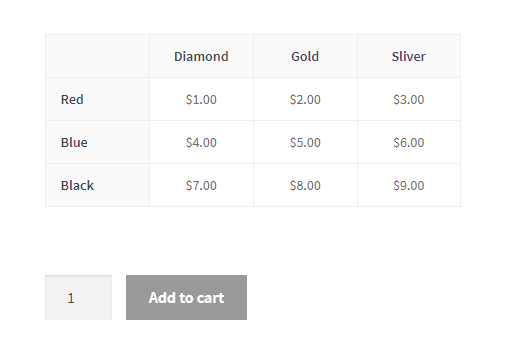 Diamond Gold Sliver
Red $1.00 $2.00 $3.00
Blue $4.00 $5.00 $6.00
Black $7.00 $8.00 $9.00
1 Add to cart